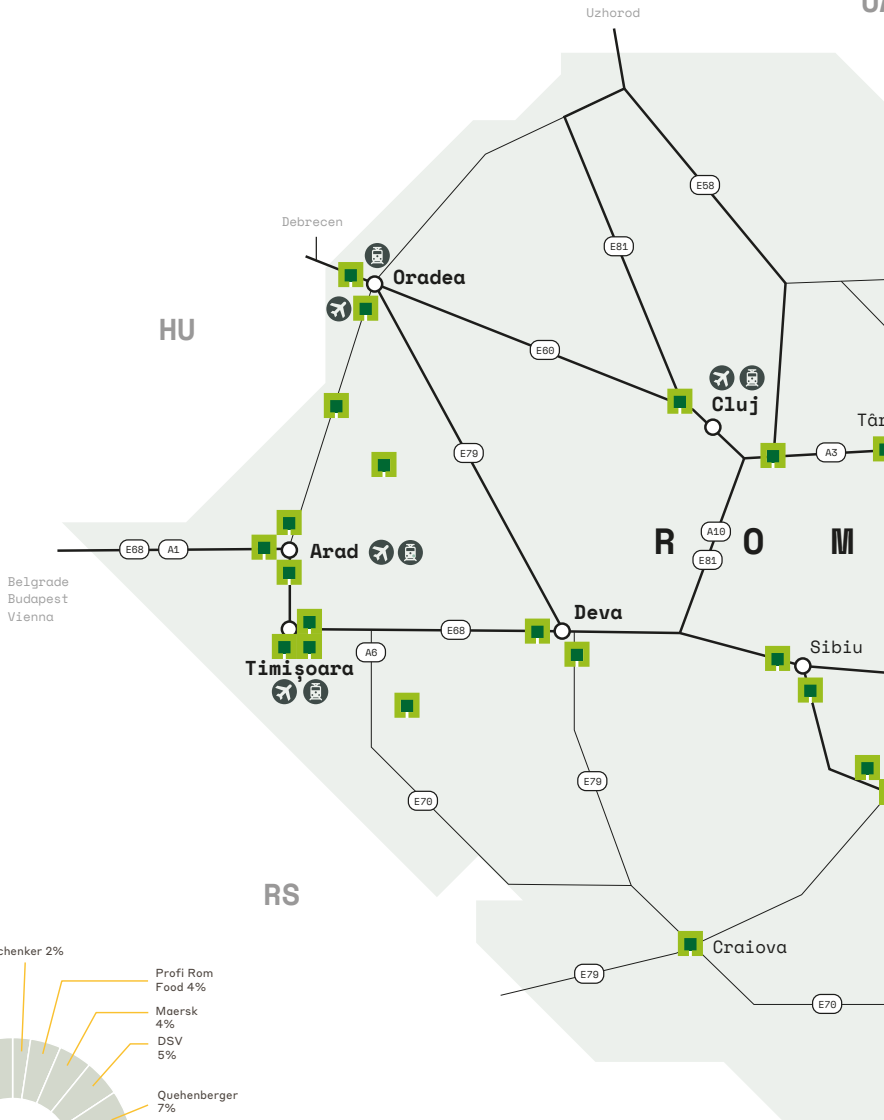 Uzhorod
E58
Debrecen
E81
Oradea
HU
E60
Cluj
E79
A3
A10
R O M
E68 A1
Arad
E81
Belgrade
Budapest
Vienna
Deva
E68
A6
Sibiu
Timișoara
E79
E70
RS
Craiova
E79
E70
2%
Profi Rom
Food 4%
Maersk
4%
DSV
5%
Quehenberger
7%